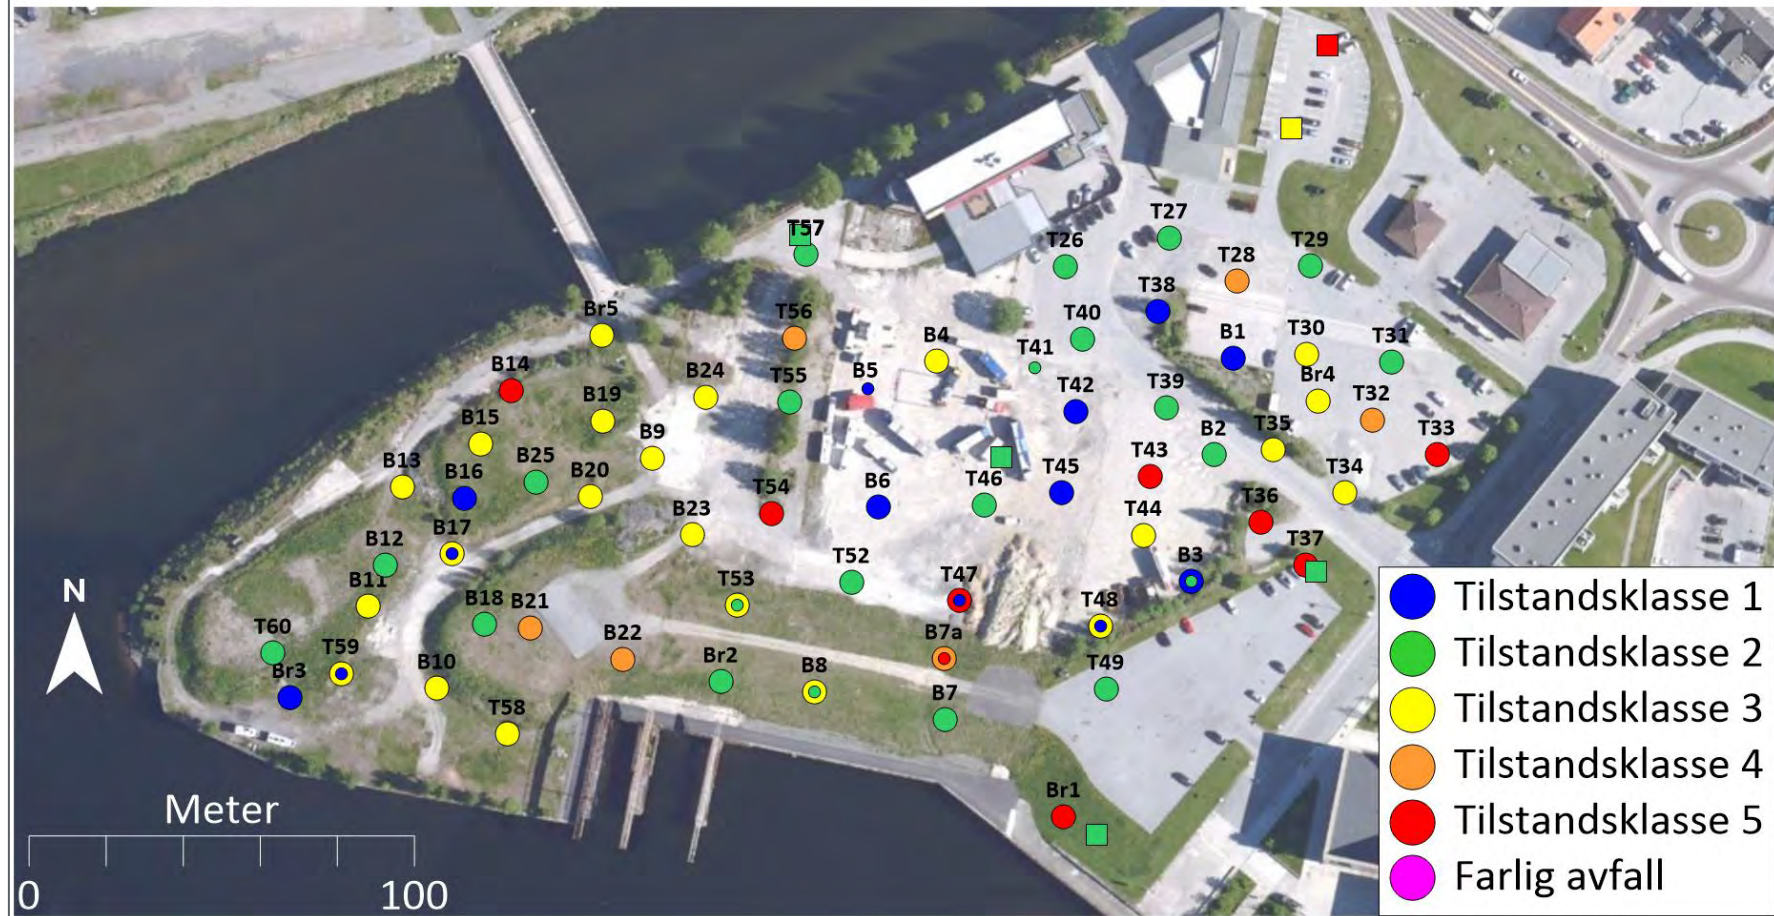 T27
T57
T26
T28
T29
T38
Br5
T56
T40
B4
B1
T30
T31
T41
B14
B24
B5
Br4
T55
T42
T39
T32
B19
B15
B9
T35
T33
B2
B25
T43
B13
B16
B20
T34
T54
B6
T46
T45
B23
T36
T44
B17
T37
B12
T52
B3
N
B11
T53
T47
B18
B21
T48
Tilstandsklasse 1
T60
B22
B7a
Tilstandsklasse 2
T59
Br3
B10
Br2
B8
T49
B7
Tilstandsklasse 3
T58
Tilstandsklasse 4
Meter
Br1
Tilstandsklasse 5
0 100
Farlig avfall